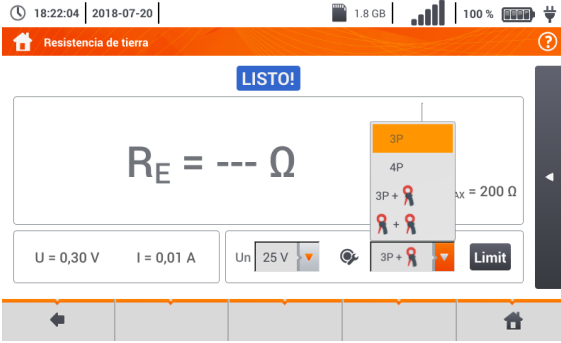 18:22:04 2018-07-20 1.8 GB 100 %
Resistencia de tierra ?
LISTO!
3P
RE = --- Ω
4P
3P + = 200 Ω
+
U = 0,30 V I = 0,01 A Un 25 V 3P + Limit